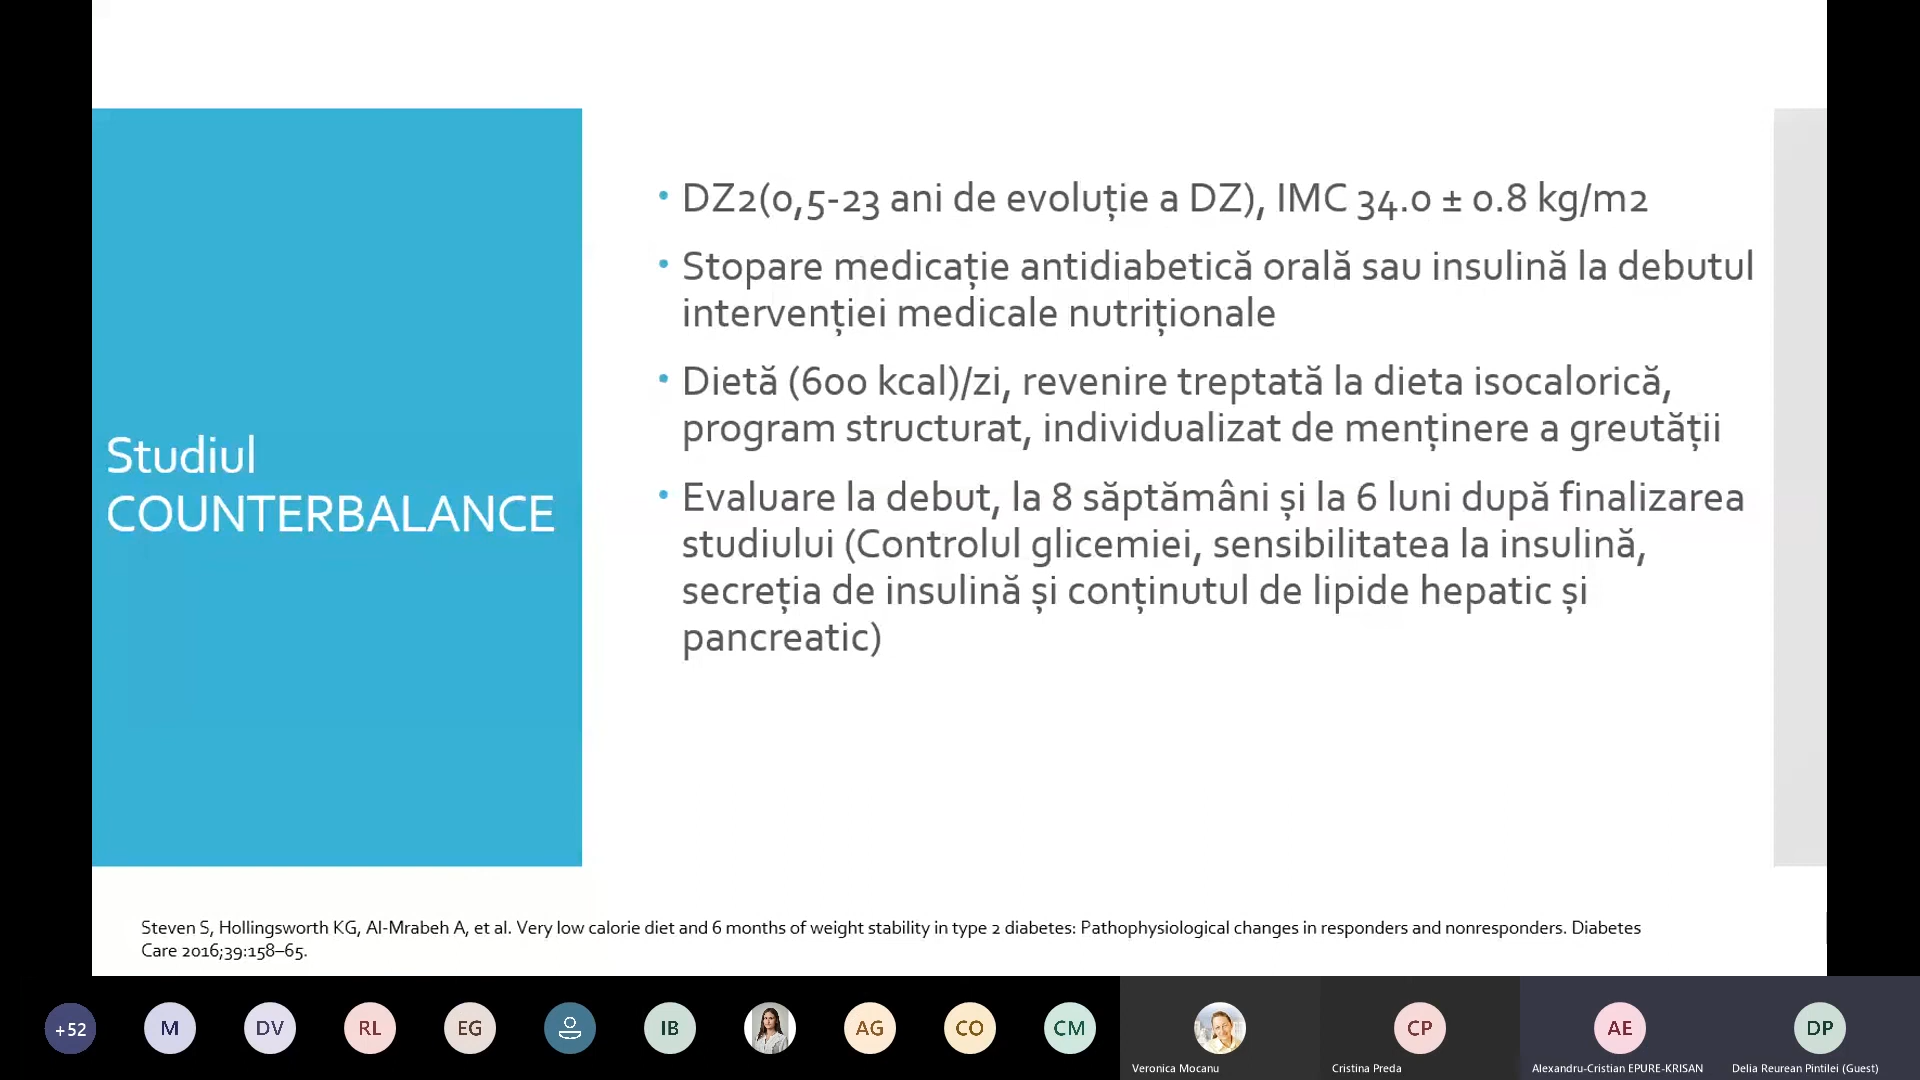 Studiul
COUNTERBALANCE
• DZ2(0,5-23 ani de evoluție a DZ), IMC 34.0 ± 0.8 kg/m2
• Stopare medicație antidiabetică orală sau insulină la debutul
intervenției medicale nutriționale
• Dietă (600 kcal)/zi, revenire treptată la dieta isocalorică,
program structurat, individualizat de menținere a greutății
• Evaluare la debut, la 8 săptămâni și la 6 luni după finalizarea
studiului (Controlul glicemiei, sensibilitatea la insulină,
secreția de insulină și conținutul de lipide hepatic și
pancreatic)
Steven S, Hollingsworth KG, Al-Mrabeh A, et al. Very low calorie diet and 6 months of weight stability in type 2 diabetes: Pathophysiological changes in responders and nonresponders. Diabetes
Care 2016;39:158–65.
+52 M DV RL EG IB AG CO CM CP AE DP
Veronica Mocanu Cristina Preda Alexandru-Cristian EPURE-KRISAN Delia Reurean Pintilei (Guest)